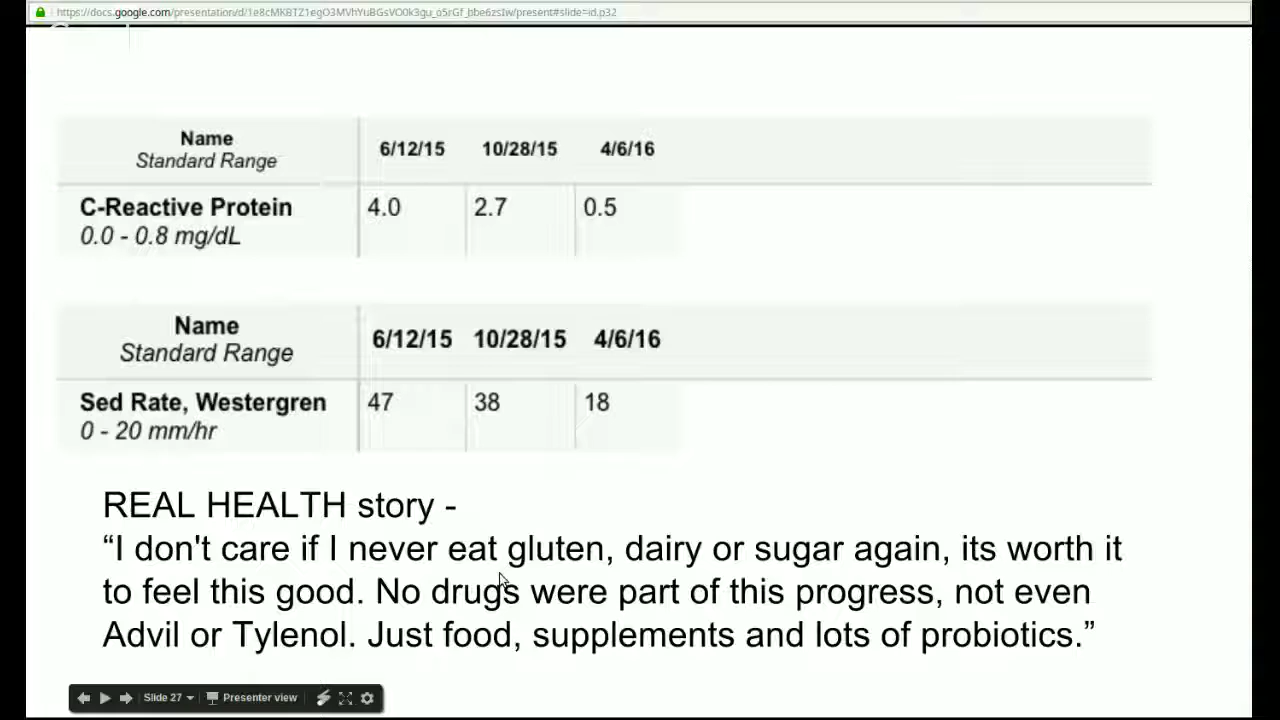 Name
Standard Range
6/12/15 10/28/15 4/6/16
C-Reactive Protein
0.0 - 0.8 mg/dL
4.0 2.7 0.5
Name
Standard Range
6/12/15 10/28/15 4/6/16
Sed Rate, Westergren
0 - 20 mm/hr
47 38 18
REAL HEALTH story -
“I don't care if I never eat gluten, dairy or sugar again, its worth it
to feel this good. No drugs were part of this progress, not even
Advil or Tylenol. Just food, supplements and lots of probiotics.”
Slide 27 Presenter view